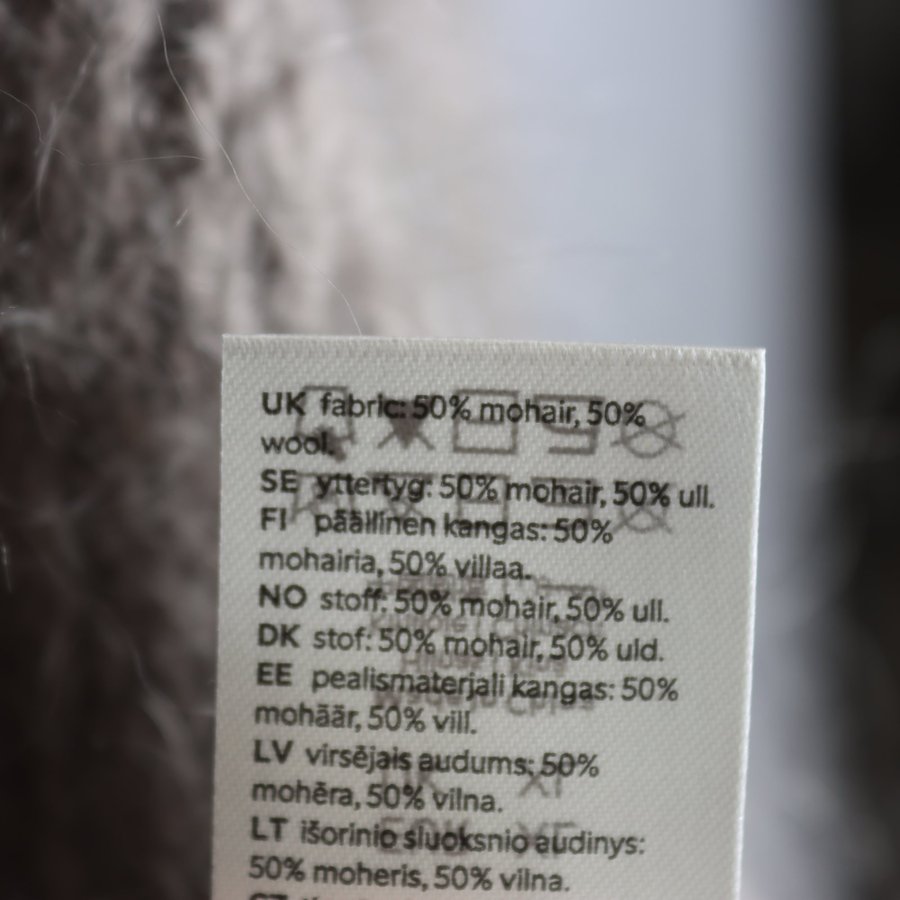 UK fabric: 50% mohair, 50%
wool.
SE yttertyg: 50% mohair, 50% ull.
FI päällinen kangas: 50%
mohairia, 50% villaa.
NO stoff: 50% mohair, 50% ull.
DK stof: 50% mohair, 50% uld.
EE pealismaterjali kangas: 50%
mohäär, 50% vill.
LV virsējais audums: 50%
mohēra, 50% vilna.
LT išorinio sluoksnio audinys:
50% moheris, 50% vilna.